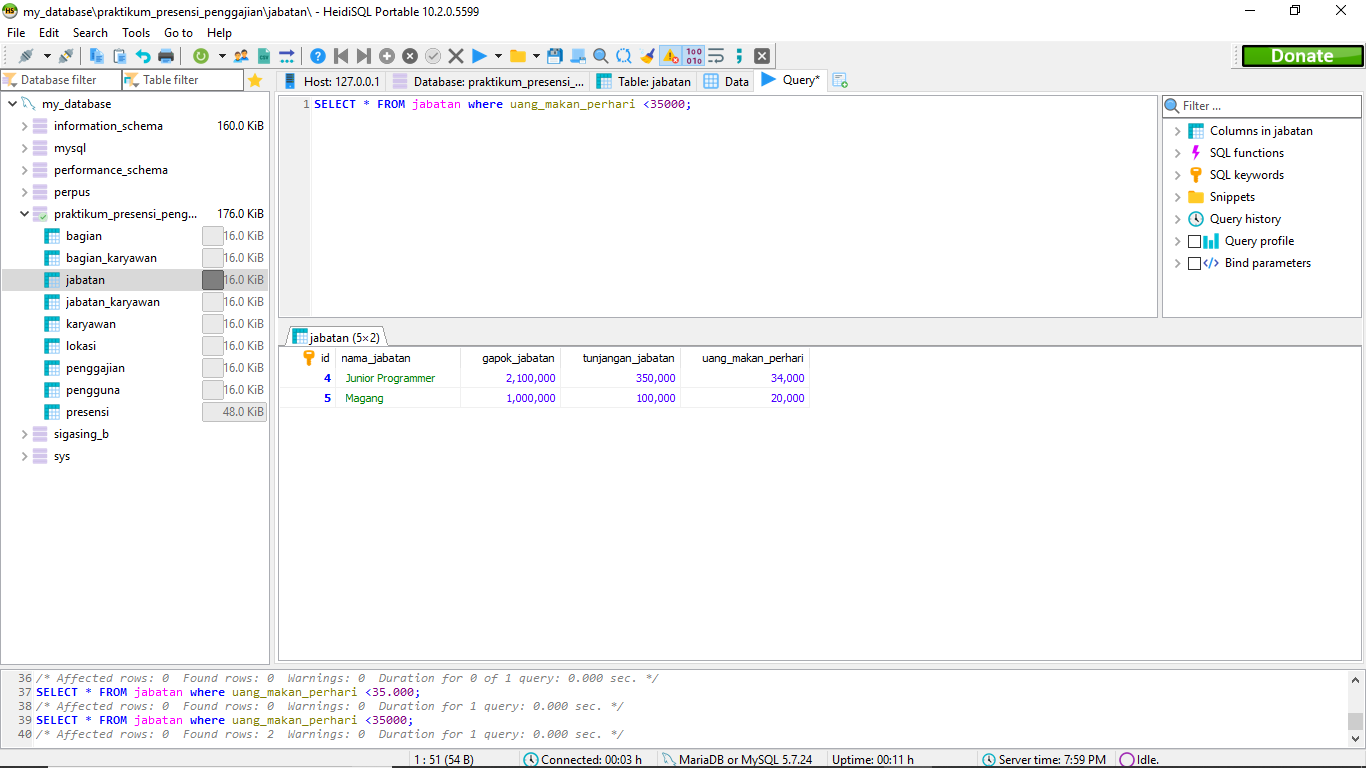 my_database\praktikum_presensi_penggajian\jabatan\ - HeidiSQL Portable 10.2.0.5599
File Edit Search Tools Go to Help
Donate
Database filter Table filter
Host: 127.0.0.1 Database: praktikum_presensi_... Table: jabatan Data Query*
my_database
information_schema 160.0 KiB
mysql
performance_schema
perpus
praktikum_presensi_peng... 176.0 KiB
bagian 16.0 KiB
bagian_karyawan 16.0 KiB
jabatan 16.0 KiB
jabatan_karyawan 16.0 KiB
karyawan 16.0 KiB
lokasi 16.0 KiB
penggajian 16.0 KiB
pengguna 16.0 KiB
presensi 48.0 KiB
sigasing_b
sys
1 SELECT * FROM jabatan where uang_makan_perhari <35000;
Filter ...
Columns in jabatan
SQL functions
SQL keywords
Snippets
Query history
Query profile
Bind parameters
jabatan (5×2)
id nama_jabatan gapok_jabatan tunjangan_jabatan uang_makan_perhari
4 Junior Programmer 2,100,000 350,000 34,000
5 Magang 1,000,000 100,000 20,000
36 /* Affected rows: 0 Found rows: 0 Warnings: 0 Duration for 0 of 1 query: 0.000 sec. */
37 SELECT * FROM jabatan where uang_makan_perhari <35.000;
38 /* Affected rows: 0 Found rows: 0 Warnings: 0 Duration for 1 query: 0.000 sec. */
39 SELECT * FROM jabatan where uang_makan_perhari <35000;
40 /* Affected rows: 0 Found rows: 2 Warnings: 0 Duration for 1 query: 0.000 sec. */
1 : 51 (54 B) Connected: 00:03 h MariaDB or MySQL 5.7.24 Uptime: 00:11 h Server time: 7:59 PM Idle.